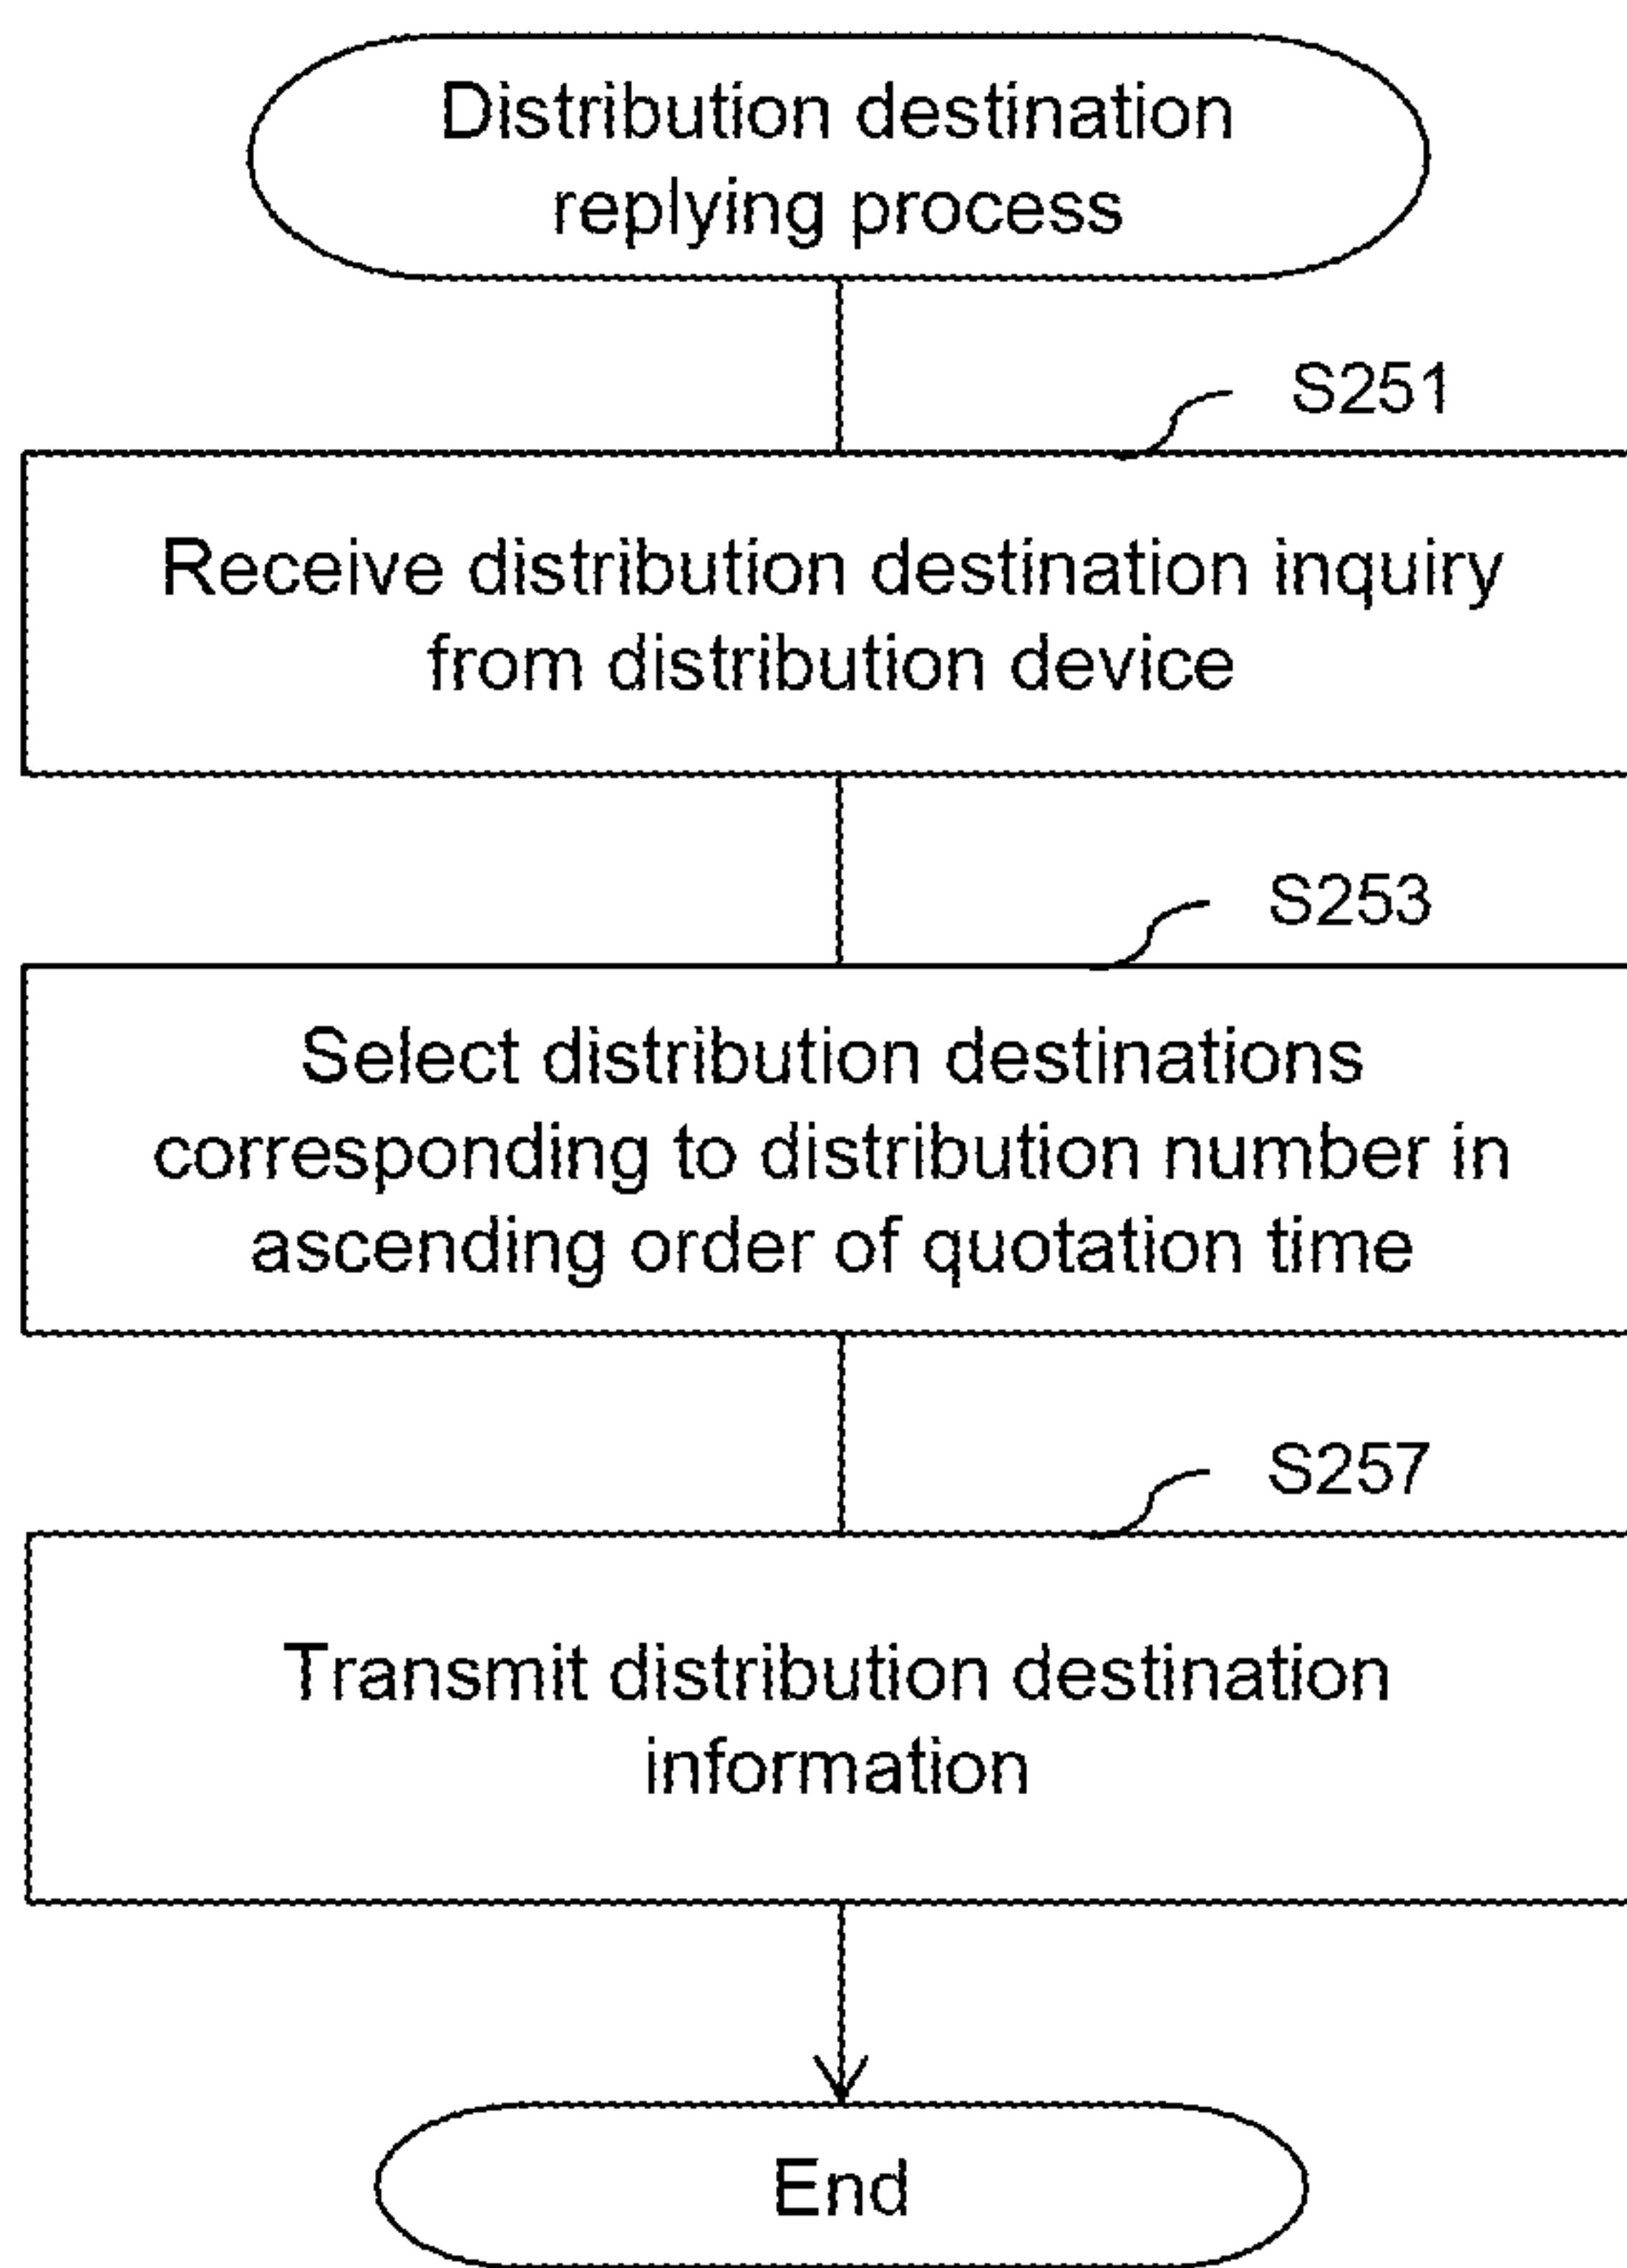 Distribution destination
replying process
S251
Receive distribution destination inquiry
from distribution device
S253
Select distribution destinations
corresponding to distribution number in
ascending order of quotation time
S257
Transmit distribution destination
information
End